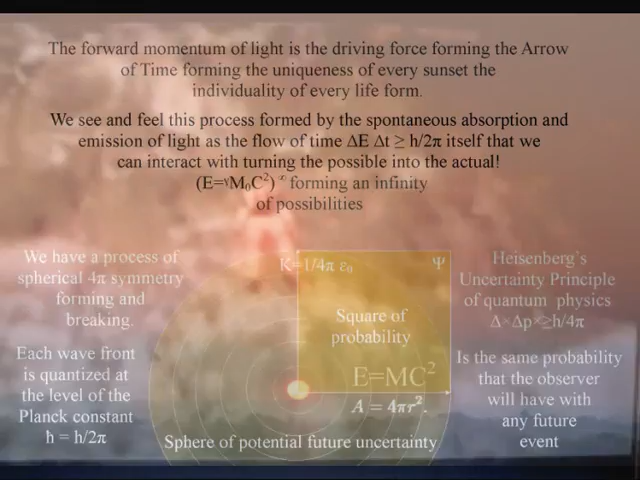 The forward momentum of light is the driving force forming the Arrow
of Time forming the uniqueness of every sunset the
individuality of every life form.
We see and feel this process formed by the spontaneous absorption and
emission of light as the flow of time ΔE Δt ≥ h/2π itself that we
can interact with turning the possible into the actual!
(E=ᵞM₀C²) ∞ forming an infinity
of possibilities
We have a process of
spherical 4π symmetry
forming and
breaking.
Each wave front
is quantized at
the level of the
Planck constant
h = h/2π
K=1/4π ε₀
Ψ
Square of
probability
E=MC²
A = 4πr².
Sphere of potential future uncertainty
Heisenberg`s
Uncertainty Principle
of quantum physics
Δ×Δp×≥h/4π
Is the same probability
that the observer
will have with
any future
event